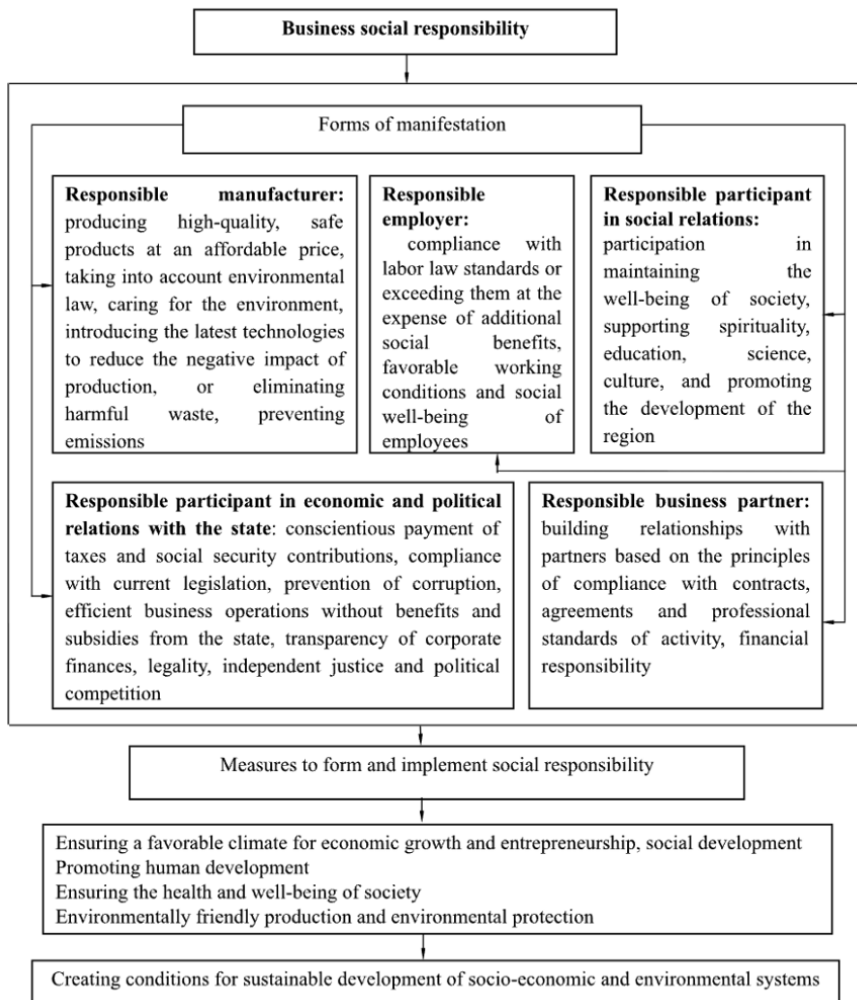 Business social responsibility
Forms of manifestation
Responsible manufacturer:
producing high-quality, safe
products at an affordable price,
taking into account environmental
law, caring for the environment,
introducing the latest technologies
to reduce the negative impact of
production, or eliminating
harmful waste, preventing
emissions
Responsible
employer:
compliance with
labor law standards or
exceeding them at the
expense of additional
social benefits,
favorable working
conditions and social
well-being of
employees
Responsible participant
in social relations:
participation in
maintaining the
well-being of society,
supporting spirituality,
education, science,
culture, and promoting
the development of the
region
Responsible participant in economic and political
relations with the state: conscientious payment of
taxes and social security contributions, compliance
with current legislation, prevention of corruption,
efficient business operations without benefits and
subsidies from the state, transparency of corporate
finances, legality, independent justice and political
competition
Responsible business partner:
building relationships with
partners based on the principles
of compliance with contracts,
agreements and professional
standards of activity, financial
responsibility
Measures to form and implement social responsibility
Ensuring a favorable climate for economic growth and entrepreneurship, social development
Promoting human development
Ensuring the health and well-being of society
Environmentally friendly production and environmental protection
Creating conditions for sustainable development of socio-economic and environmental systems